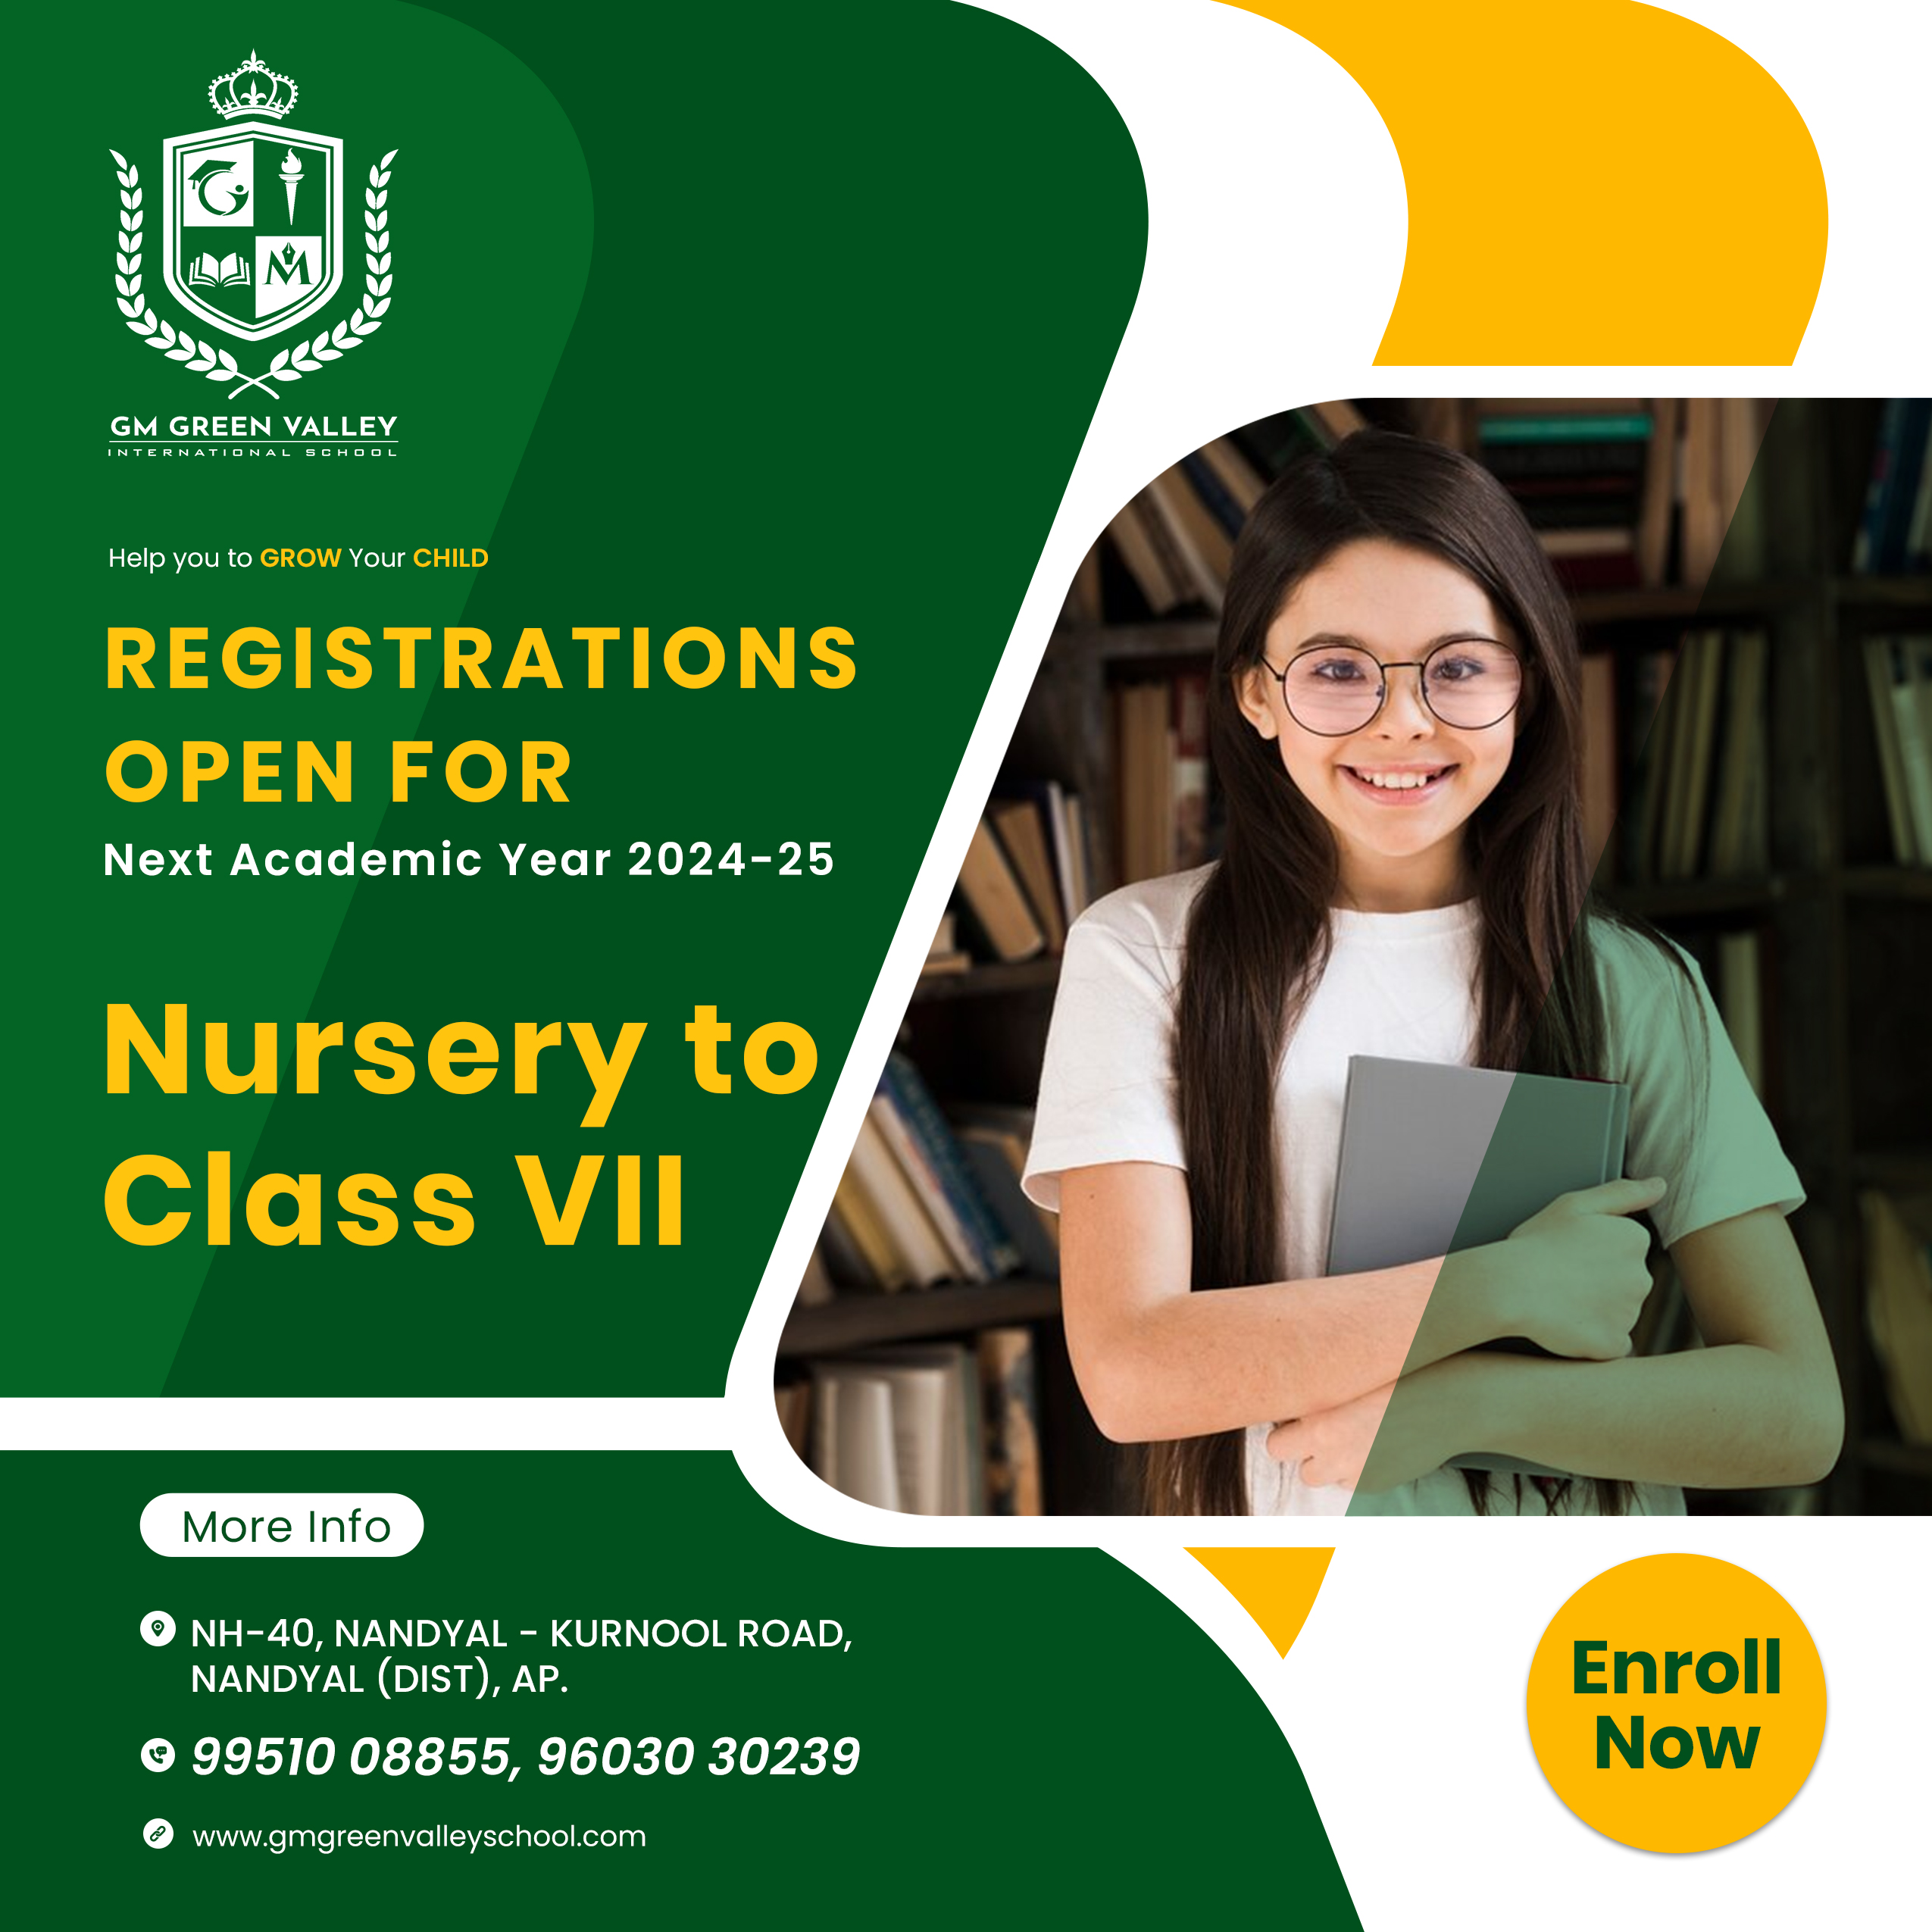 GM GREEN VALLEY
INTERNATIONAL SCHOOL
Help you to GROW Your CHILD
REGISTRATIONS
OPEN FOR
Next Academic Year 2024-25
Nursery to
Class VII
More Info
NH-40, NANDYAL - KURNOOL ROAD,
NANDYAL (DIST), AP.
99510 08855, 96030 30239
www.gmgreenvalleyschool.com
Enroll
Now